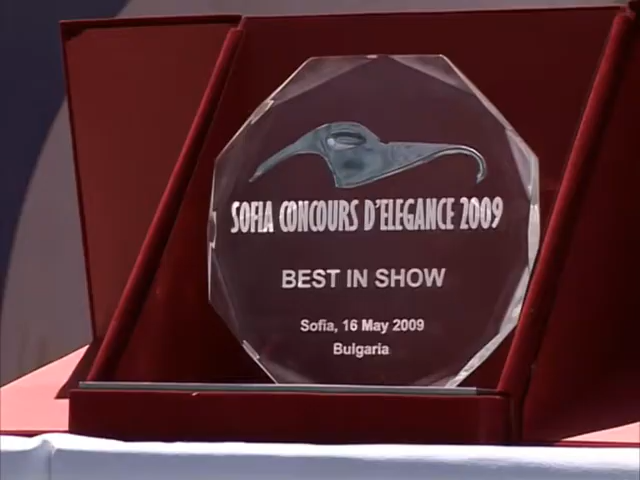 SOFIA CONCOURS D'ELEGANCE 2009
BEST IN SHOW
Sofia, 16 May 2009
Bulgaria